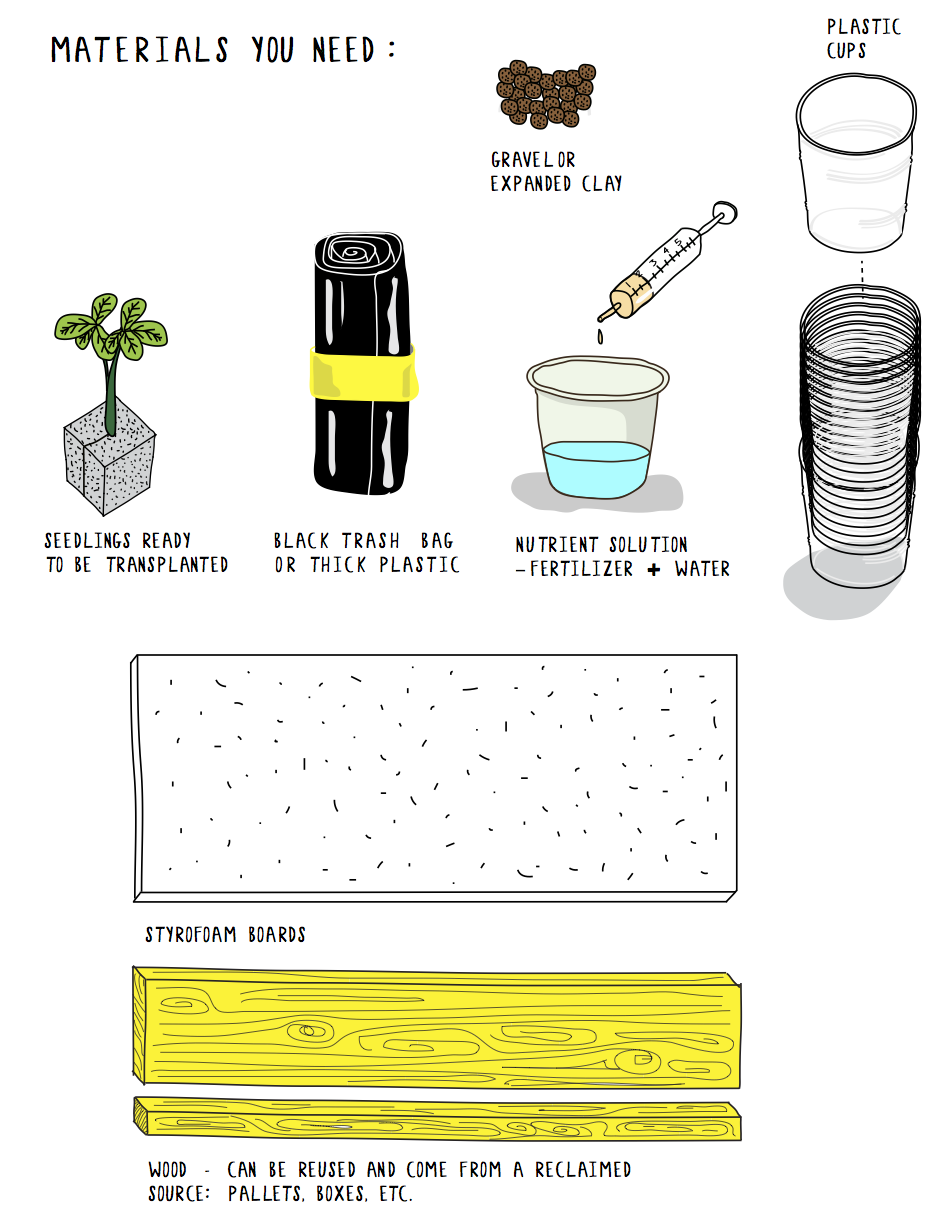 MATERIALS YOU NEED :
PLASTIC
CUPS
GRAVEL OR
EXPANDED CLAY
1 2 3 4 5
SEEDLINGS READY
TO BE TRANSPLANTED
BLACK TRASH BAG
OR THICK PLASTIC
NUTRIENT SOLUTION
-FERTILIZER + WATER
STYROFOAM BOARDS
WOOD - CAN BE REUSED AND COME FROM A RECLAIMED
SOURCE: PALLETS, BOXES, ETC.